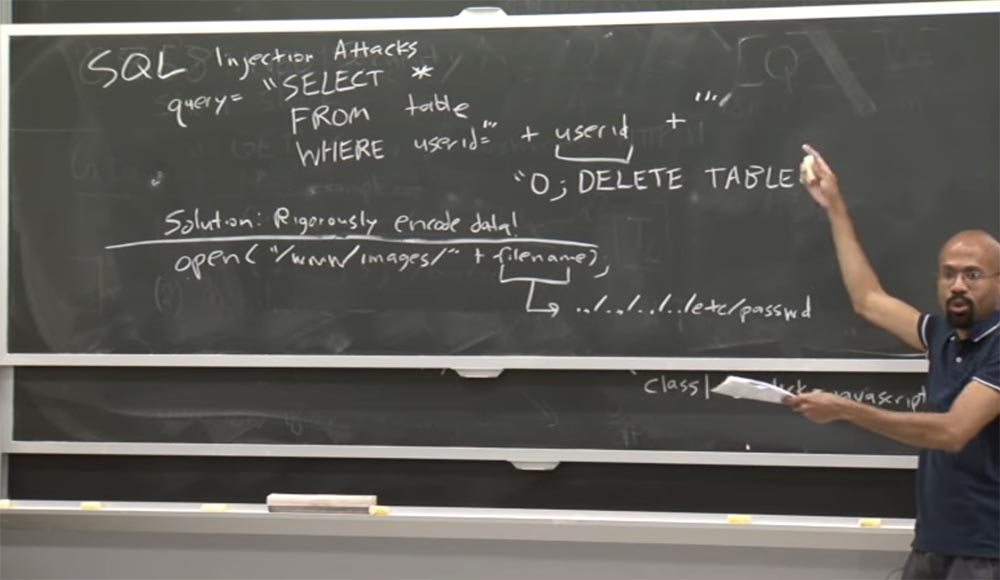 SQL Injection Attacks
query= "SELECT *
FROM table
WHERE userid='" + userid + "'"
"0; DELETE TABLE
Solution: Rigorously encode data!
open( "/www/images/" + filename);
../../../../etc/passwd
class javascript